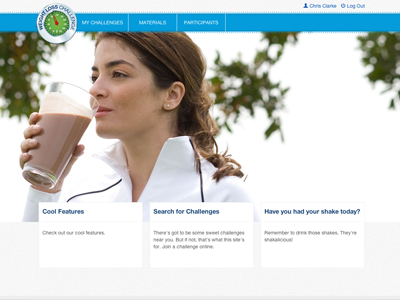 Chris Clarke Log Out
WEIGHT LOSS CHALLENGE
MY CHALLENGES MATERIALS PARTICIPANTS
Cool Features
Check out our cool features.
Search for Challenges
There's got to be some sweet challenges
near you. But if not, that's what this site's
for. Join a challenge online.
Have you had your shake today?
Remember to drink those shakes. They're
shakalicious!